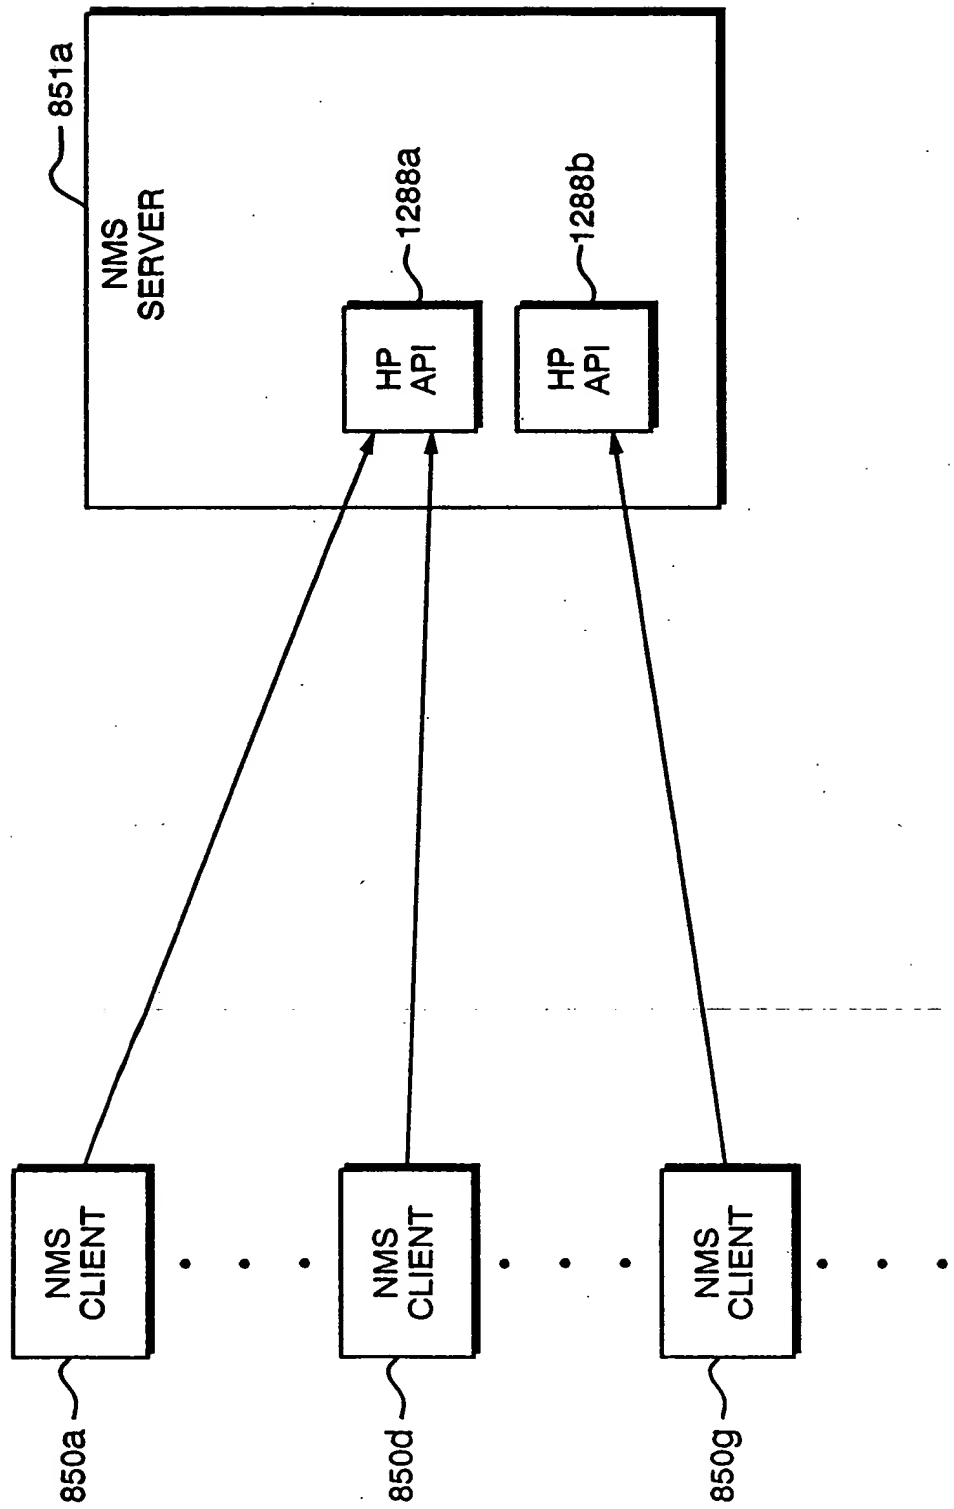 850a
NMS
CLIENT
850d
NMS
CLIENT
850g
NMS
CLIENT
NMS
SERVER
851a
HP
API
1288a
HP
API
1288b